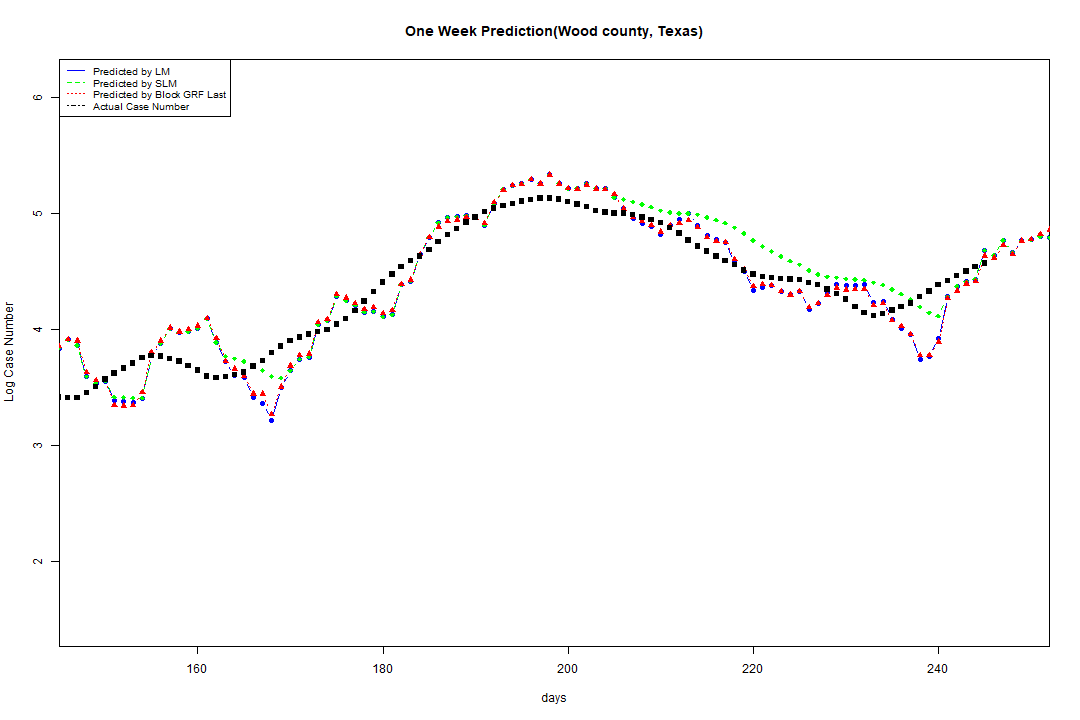 One Week Prediction(Wood county, Texas)
Predicted by LM
Predicted by SLM
Predicted by Block GRF Last
Actual Case Number
6
5
4
3
2
Log Case Number
160 180 200 220 240
days